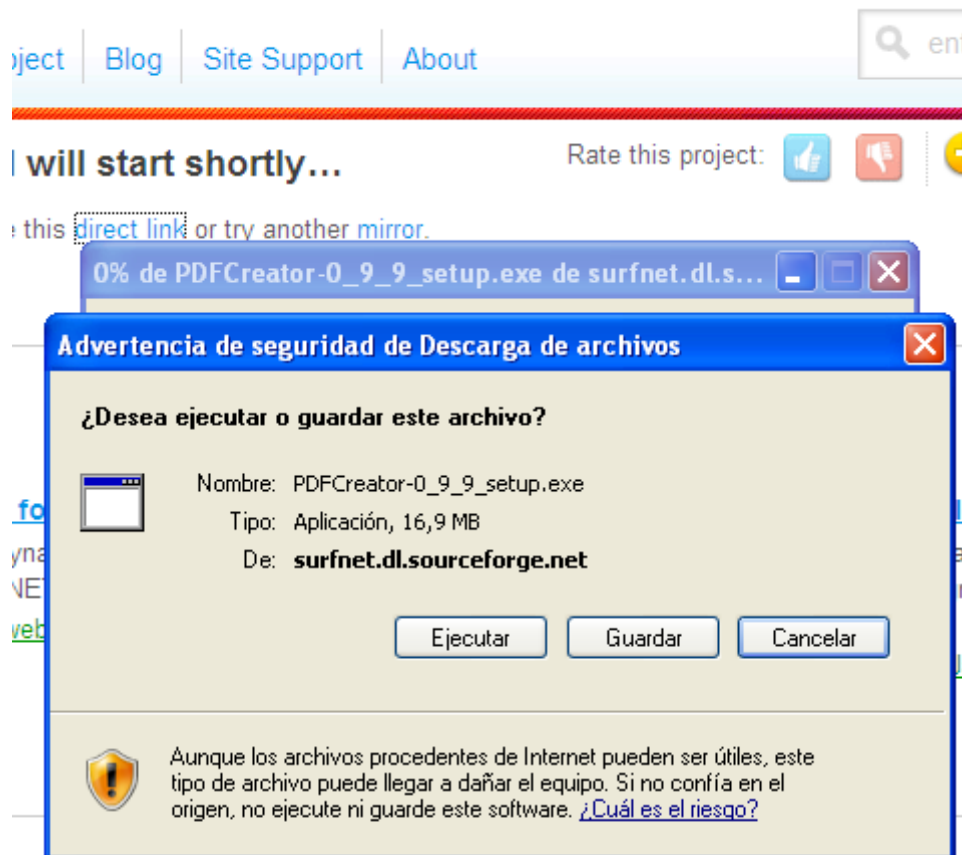 Blog
Site Support
About
will start shortly...
Rate this project:
this direct link or try another mirror.
0% de PDFCreator-0_9_9_setup.exe de surfnet.dl.s...
Advertencia de seguridad de Descarga de archivos
¿Desea ejecutar o guardar este archivo?
Nombre: PDFCreator-0_9_9_setup.exe
Tipo: Aplicación, 16,9 MB
De: surfnet.dl.sourceforge.net
Ejecutar
Guardar
Cancelar
Aunque los archivos procedentes de Internet pueden ser útiles, este
tipo de archivo puede llegar a dañar el equipo. Si no confía en el
origen, no ejecute ni guarde este software. ¿Cuál es el riesgo?